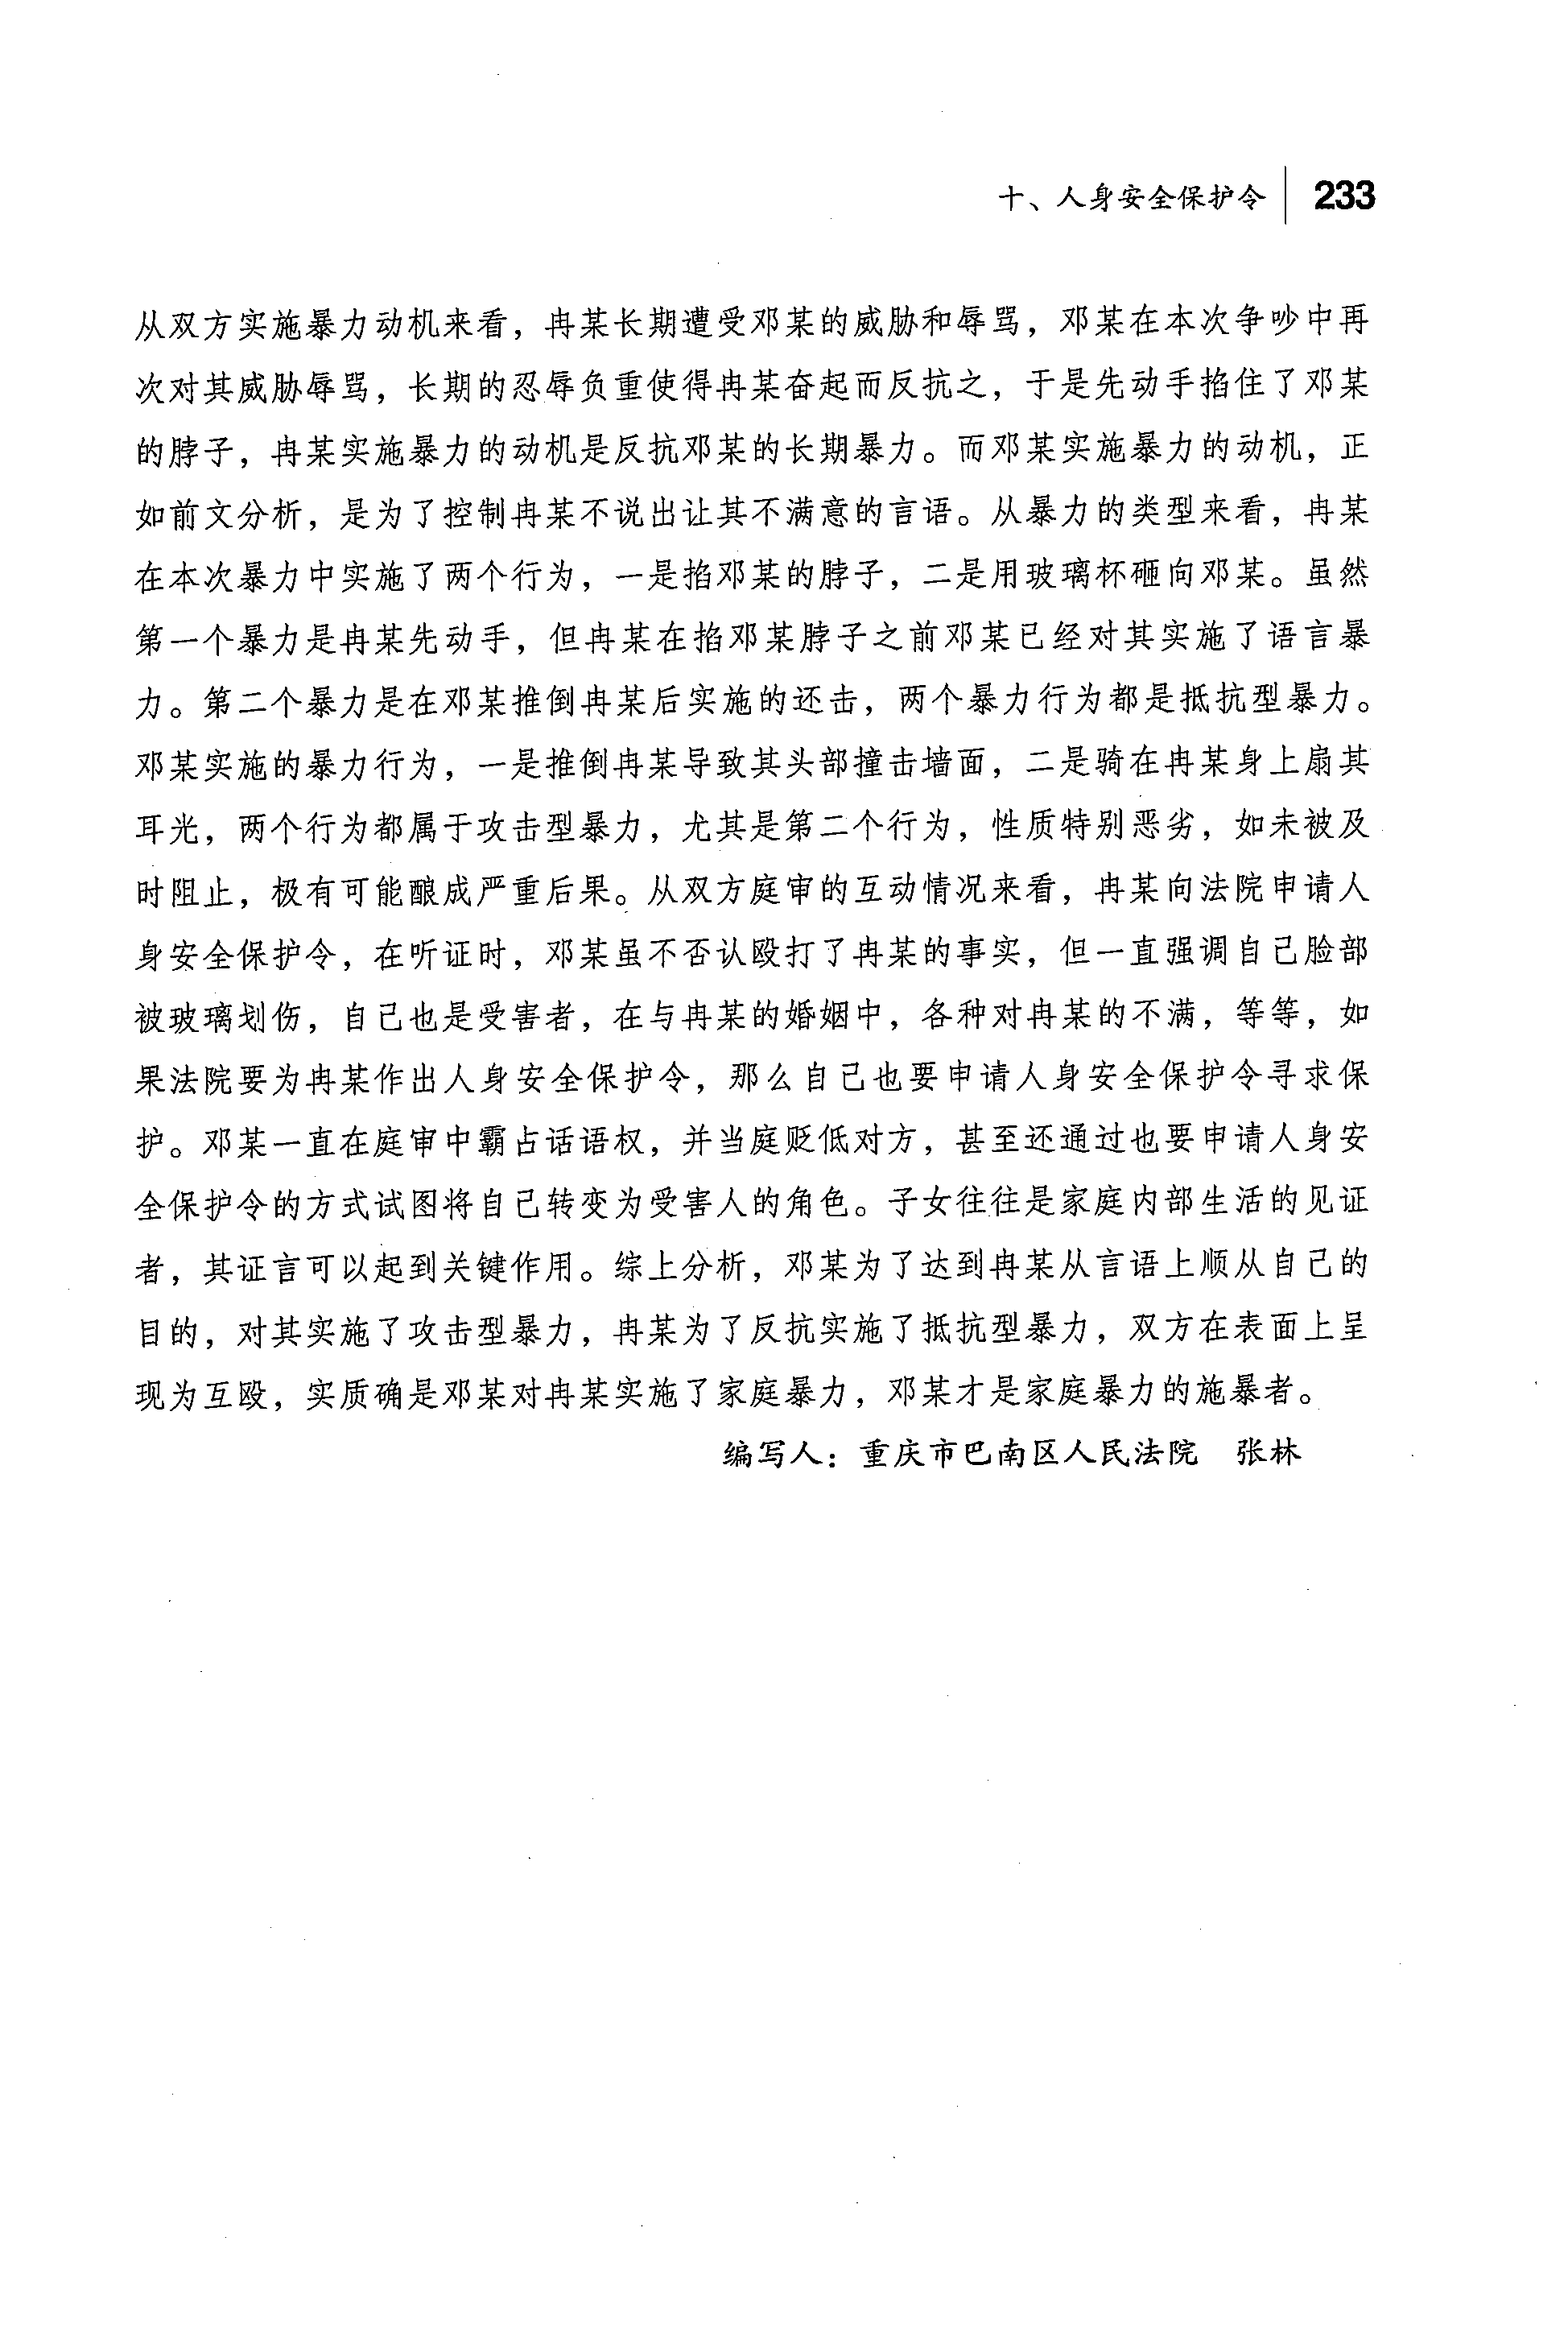 十、人身安全保护令 233
从双方实施暴力动机来看，冉某长期遭受邓某的威胁和辱骂，邓某在本次争吵中再
次对其威胁辱骂，长期的忍辱负重使得冉某奋起而反抗之，于是先动手掐住了邓某
的脖子，冉某实施暴力的动机是反抗邓某的长期暴力。而邓某实施暴力的动机，正
如前文分析，是为了控制冉某不说出让其不满意的言语。从暴力的类型来看，冉某
在本次暴力中实施了两个行为，一是掐邓某的脖子，二是用玻璃杯砸向邓某。虽然
第一个暴力是冉某先动手，但冉某在掐邓某脖子之前邓某已经对其实施了语言暴
力。第二个暴力是在邓某推倒冉某后实施的还击，两个暴力行为都是抵抗型暴力。
邓某实施的暴力行为，一是推倒冉某导致其头部撞击墙面，二是骑在冉某身上扇其
耳光，两个行为都属于攻击型暴力，尤其是第二个行为，性质特别恶劣，如未被及
时阻止，极有可能酿成严重后果。从双方庭审的互动情况来看，冉某向法院申请人
身安全保护令，在听证时，邓某虽不否认殴打了冉某的事实，但一直强调自己脸部
被玻璃划伤，自己也是受害者，在与冉某的婚姻中，各种对冉某的不满，等等，如
果法院要为冉某作出人身安全保护令，那么自己也要申请人身安全保护令寻求保
护。邓某一直在庭审中霸占话语权，并当庭贬低对方，甚至还通过也要申请人身安
全保护令的方式试图将自己转变为受害人的角色。子女往往是家庭内部生活的见证
者，其证言可以起到关键作用。综上分析，邓某为了达到冉某从言语上顺从自己的
目的，对其实施了攻击型暴力，冉某为了反抗实施了抵抗型暴力，双方在表面上呈
现为互殴，实质确是邓某对冉某实施了家庭暴力，邓某才是家庭暴力的施暴者。
编写人：重庆市巴南区人民法院 张林